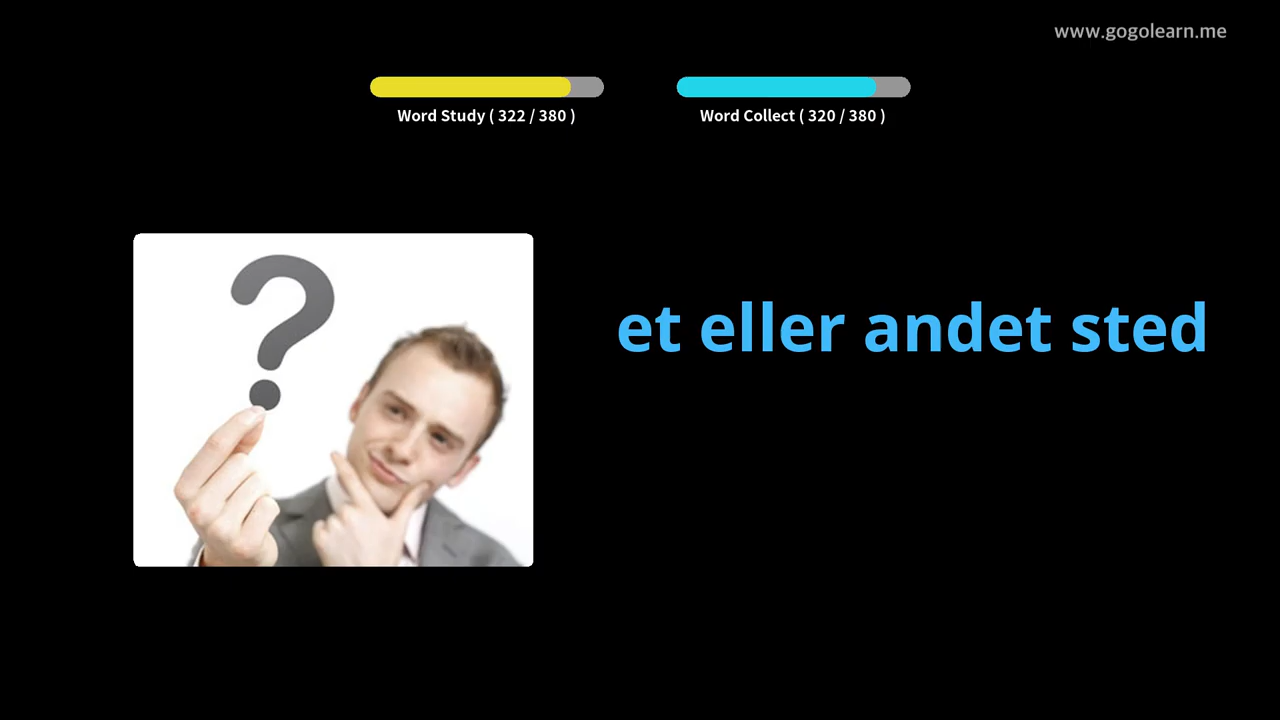 www.gogolearn.me
Word Study ( 322 / 380 )
Word Collect ( 320 / 380 )
?
et eller andet sted